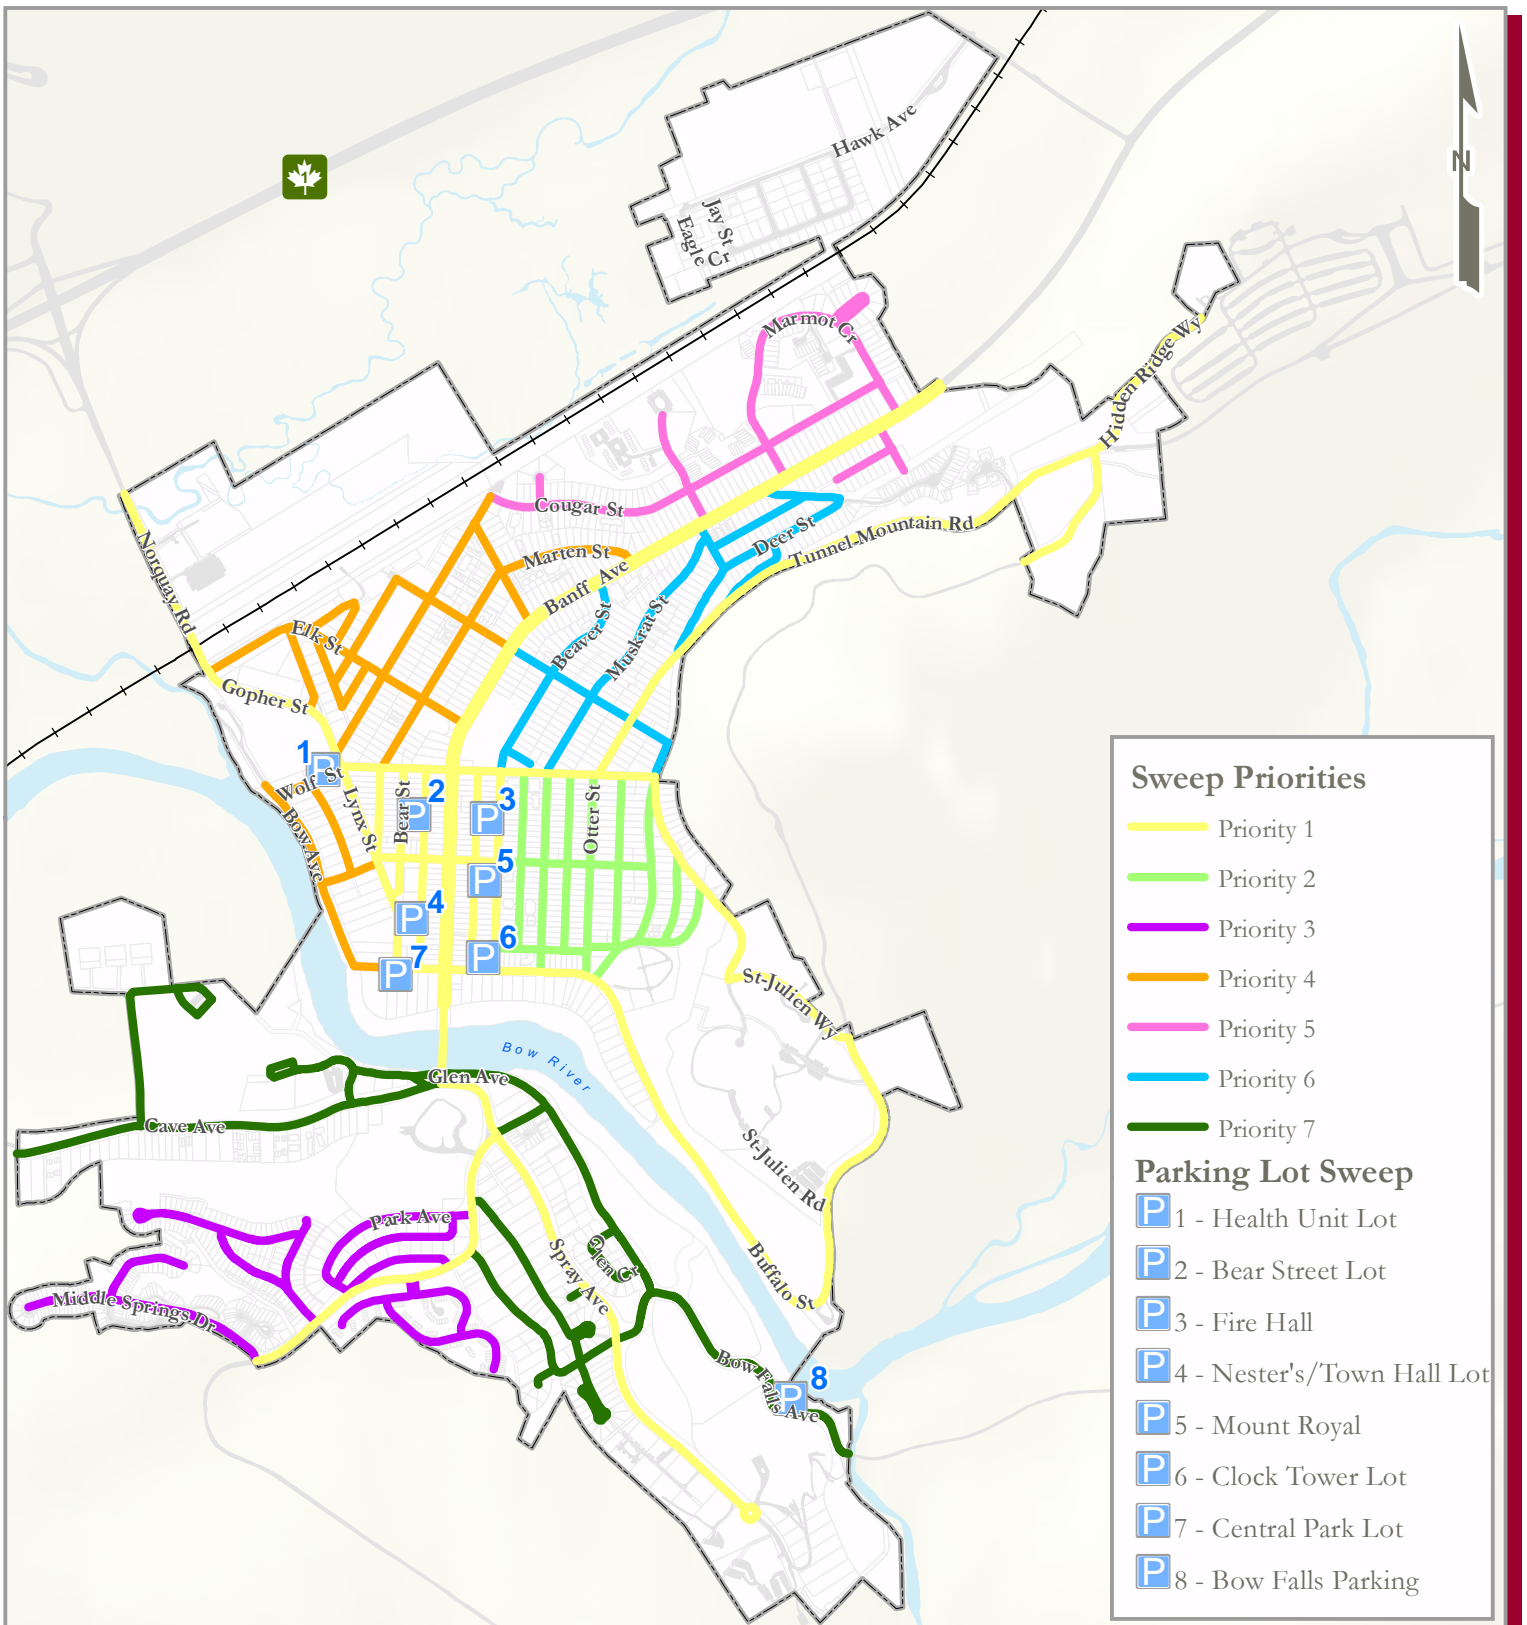 1
Hawk Ave
Jay St
Eagle Cr
N
Marmot Cr
Hidden Ridge Wy
Cougar St
Deer St
Tunnel Mountain Rd
Marten St
Banff Ave
Norquay Rd
Beaver St
Muskrat St
Elk St
Gopher St
1
P
Wolf St
Bow Ave
Lynx St
Bear St
2
P
3
P
Otter St
5
P
4
P
6
P
7
P
St-Julien Wy
Bow River
Glen Ave
Cave Ave
St-Julien Rd
Park Ave
Spray Ave
Glen Cr
Buffalo St
Middle Springs Dr
Bow Falls Ave
8
P
Sweep Priorities
Priority 1
Priority 2
Priority 3
Priority 4
Priority 5
Priority 6
Priority 7
Parking Lot Sweep
P 1 - Health Unit Lot
P 2 - Bear Street Lot
P 3 - Fire Hall
P 4 - Nester's/Town Hall Lot
P 5 - Mount Royal
P 6 - Clock Tower Lot
P 7 - Central Park Lot
P 8 - Bow Falls Parking